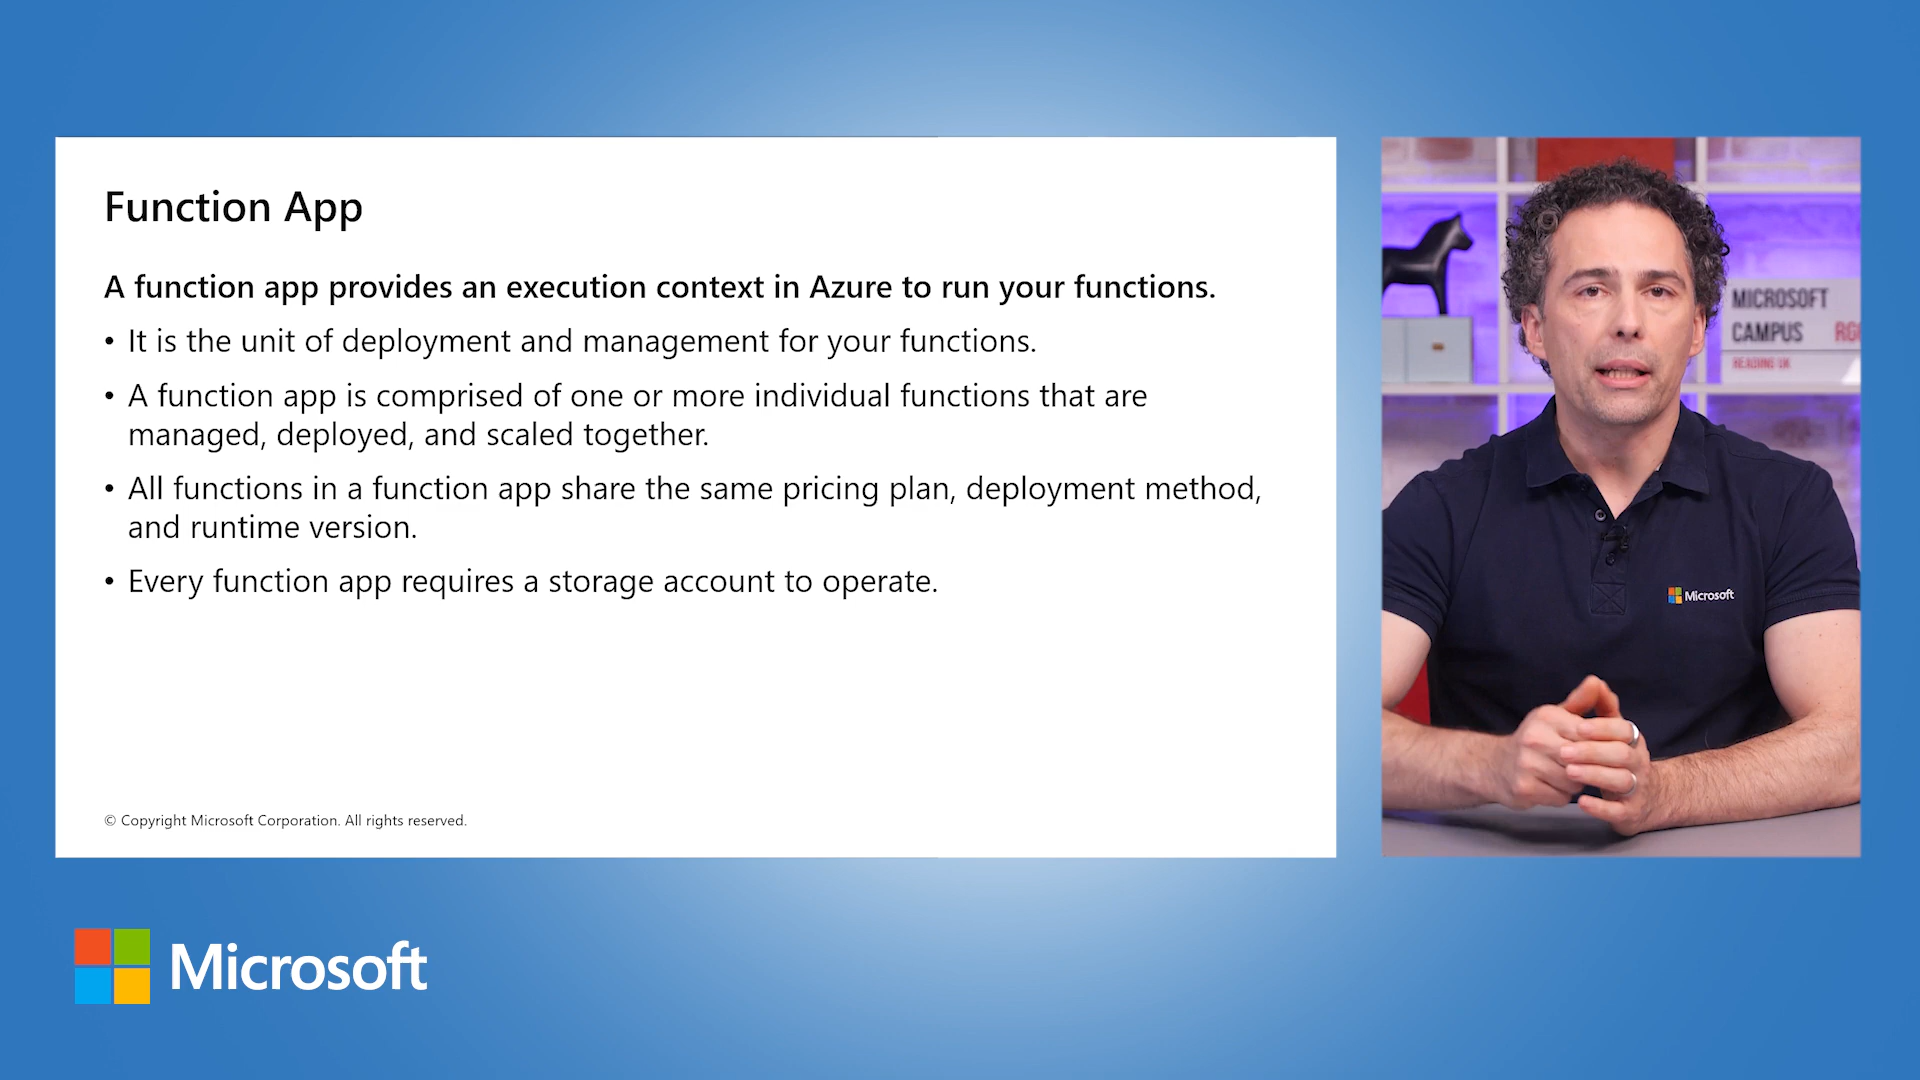 Function App
A function app provides an execution context in Azure to run your functions.
• It is the unit of deployment and management for your functions.
• A function app is comprised of one or more individual functions that are
managed, deployed, and scaled together.
• All functions in a function app share the same pricing plan, deployment method,
and runtime version.
• Every function app requires a storage account to operate.
© Copyright Microsoft Corporation. All rights reserved.
MICROSOFT
CAMPUS
READING UK
Microsoft
Microsoft